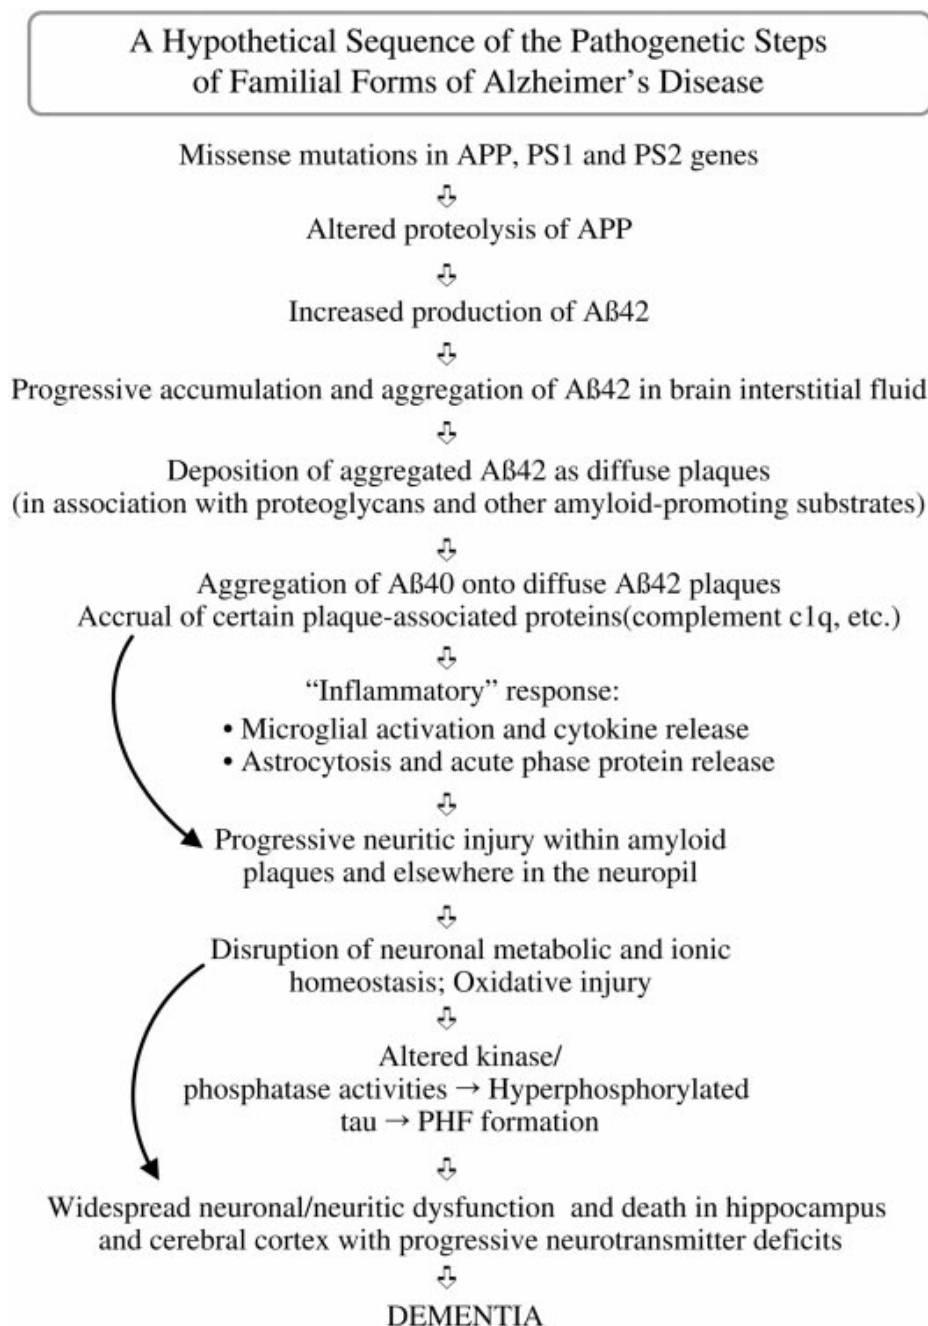 A Hypothetical Sequence of the Pathogenetic Steps
of Familial Forms of Alzheimer’s Disease
Missense mutations in APP, PS1 and PS2 genes
Altered proteolysis of APP
Increased production of Aß42
Progressive accumulation and aggregation of Aß42 in brain interstitial fluid
Deposition of aggregated Aß42 as diffuse plaques
(in association with proteoglycans and other amyloid-promoting substrates)
Aggregation of Aß40 onto diffuse Aß42 plaques
Accrual of certain plaque-associated proteins(complement c1q, etc.)
“Inflammatory” response:
• Microglial activation and cytokine release
• Astrocytosis and acute phase protein release
Progressive neuritic injury within amyloid
plaques and elsewhere in the neuropil
Disruption of neuronal metabolic and ionic
homeostasis; Oxidative injury
Altered kinase/
phosphatase activities → Hyperphosphorylated
tau → PHF formation
Widespread neuronal/neuritic dysfunction and death in hippocampus
and cerebral cortex with progressive neurotransmitter deficits
DEMENTIA